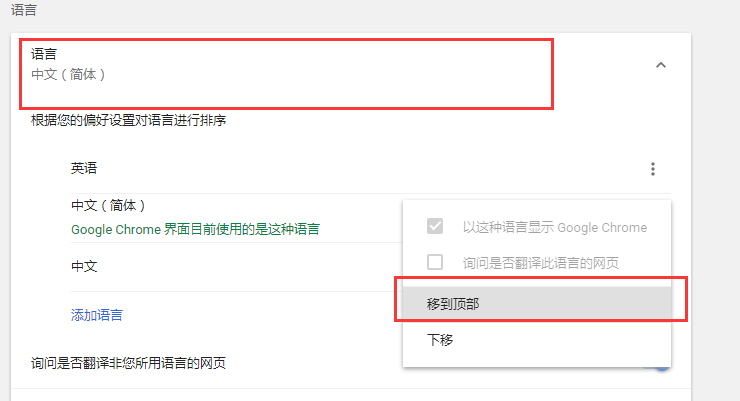 语言
语言
中文（简体）
根据您的偏好设置对语言进行排序
英语
中文（简体）
Google Chrome 界面目前使用的是这种语言
以这种语言显示 Google Chrome
中文
询问是否翻译此语言的网页
移到顶部
添加语言
下移
询问是否翻译非您所用语言的网页